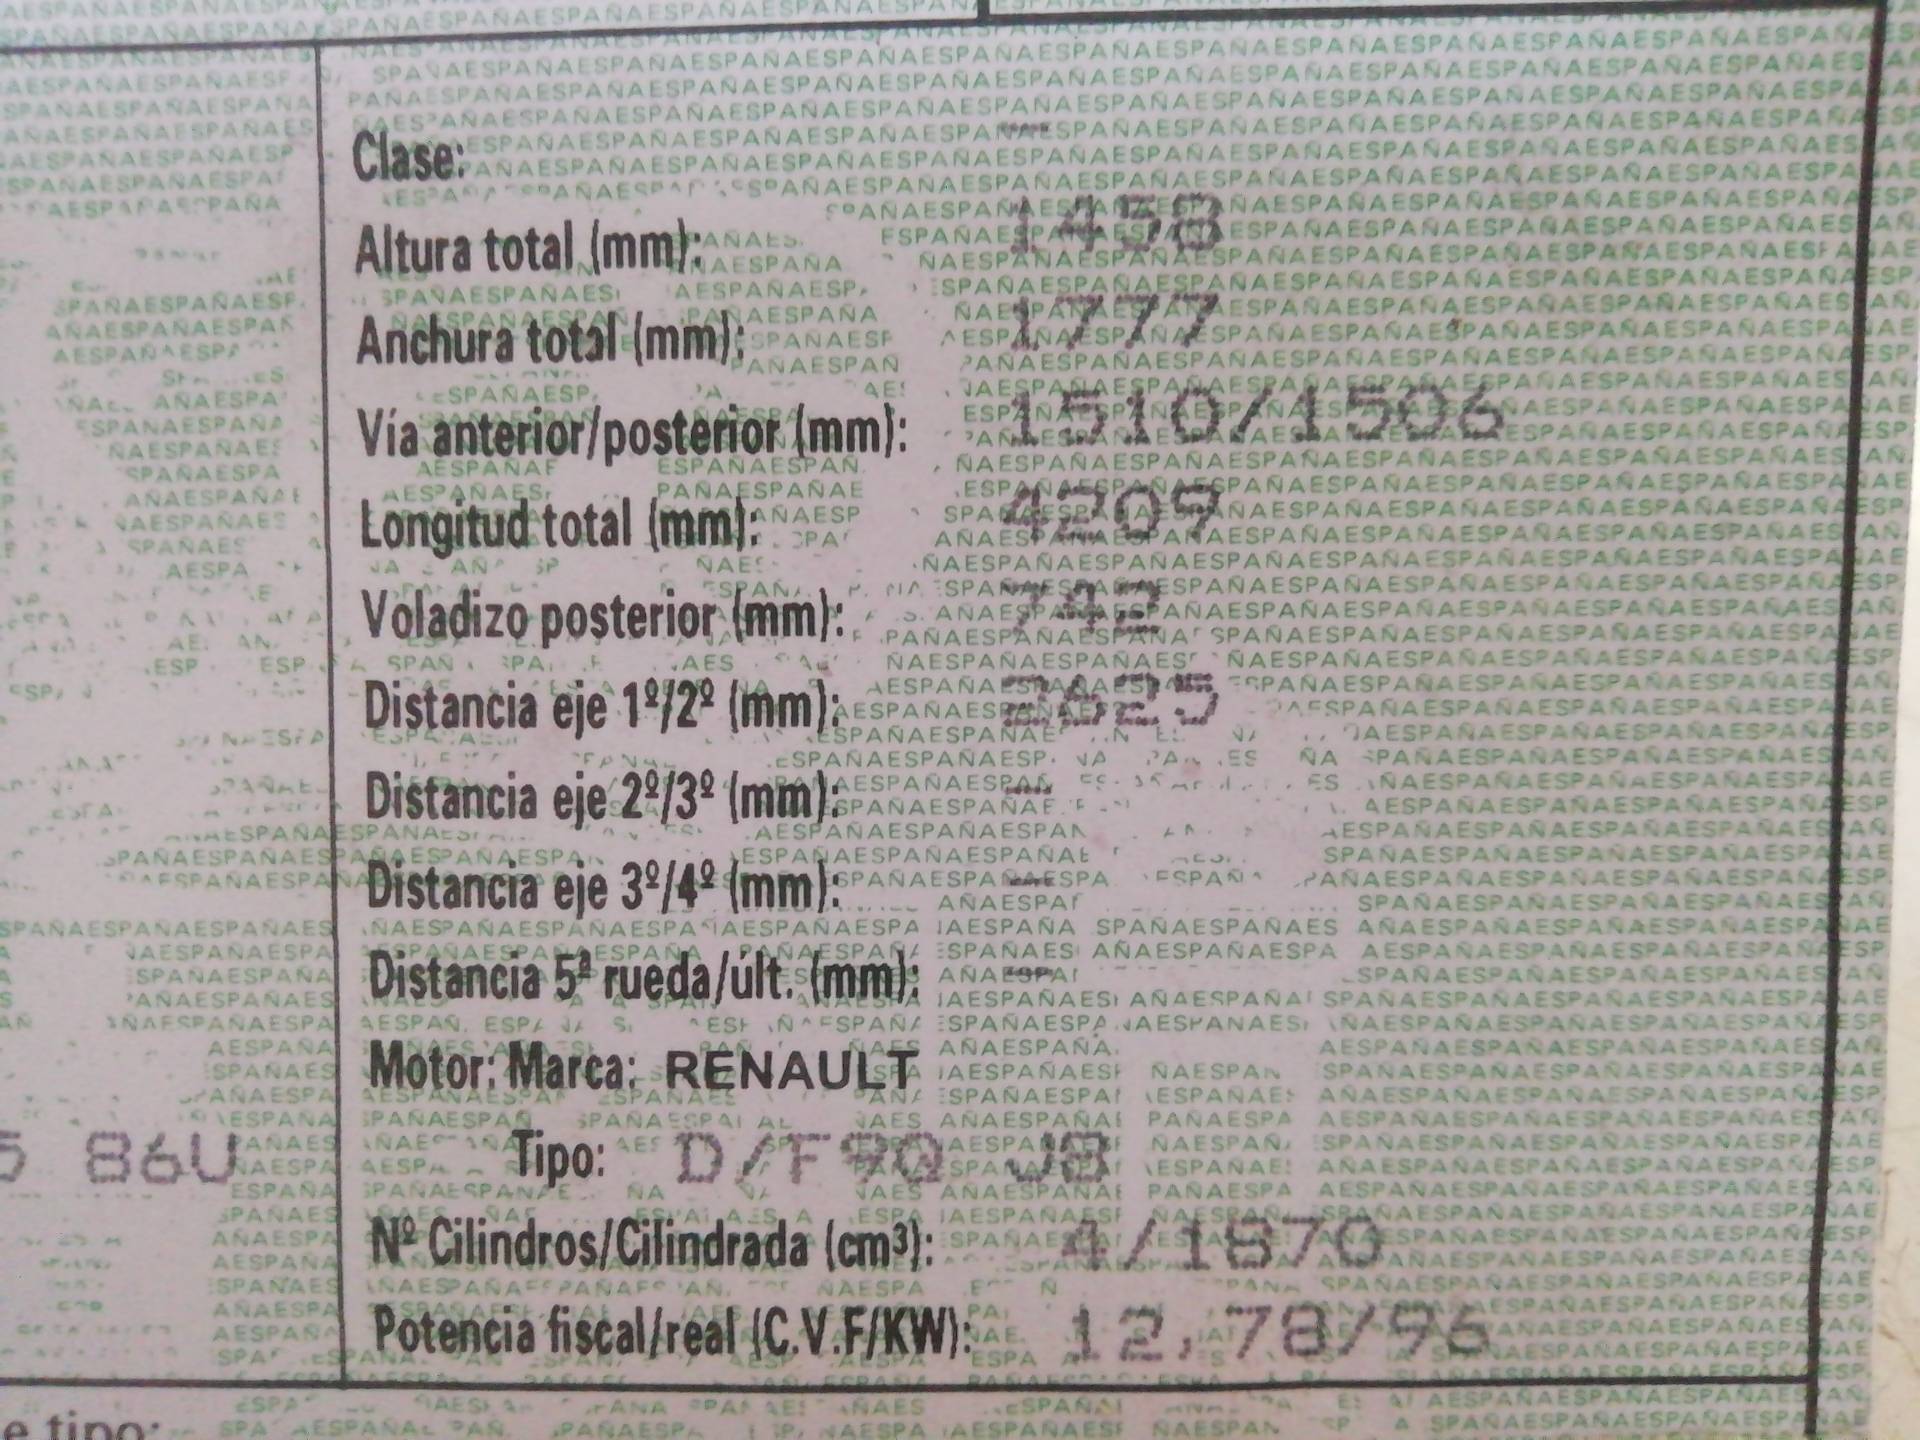 Clase: -
Altura total (mm): 1458
Anchura total (mm): 1777
Vía anterior/posterior (mm): 1510/1506
Longitud total (mm): 4209
Voladizo posterior (mm): 742
Distancia eje 1º/2º (mm): 2625
Distancia eje 2º/3º (mm): -
Distancia eje 3º/4º (mm): -
Distancia 5ª rueda/últ. (mm): -
Motor: Marca: RENAULT
86U
Tipo: D/F9Q J8
Nº Cilindros/Cilindrada (cm³): 4/1870
Potencia fiscal/real (C.V.F/KW): 12,78/96
e tipo: